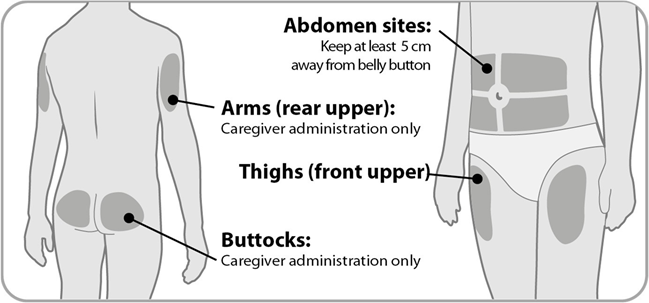 Abdomen sites:
Keep at least 5 cm
away from belly button
Arms (rear upper):
Caregiver administration only
Thighs (front upper)
Buttocks:
Caregiver administration only